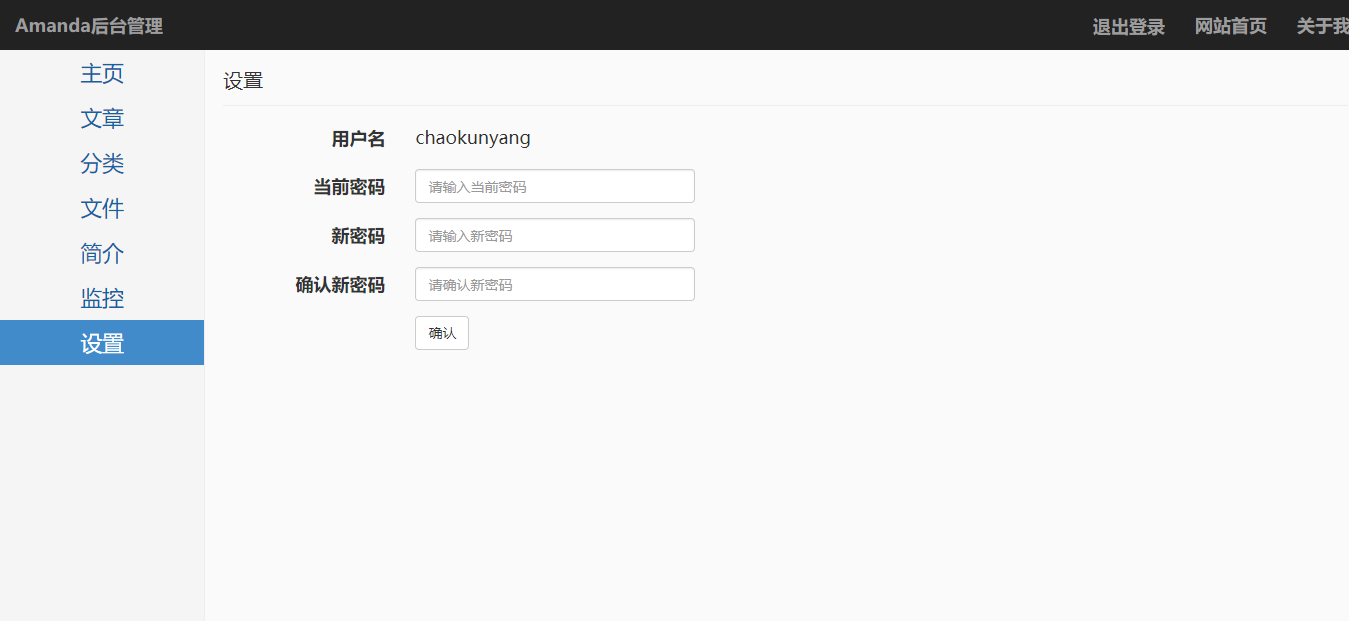 Amanda后台管理 退出登录 网站首页 关于我
主页
文章
分类
文件
简介
监控
设置
设置
用户名 chaokunyang
当前密码 请输入当前密码
新密码 请输入新密码
确认新密码 请确认新密码
确认